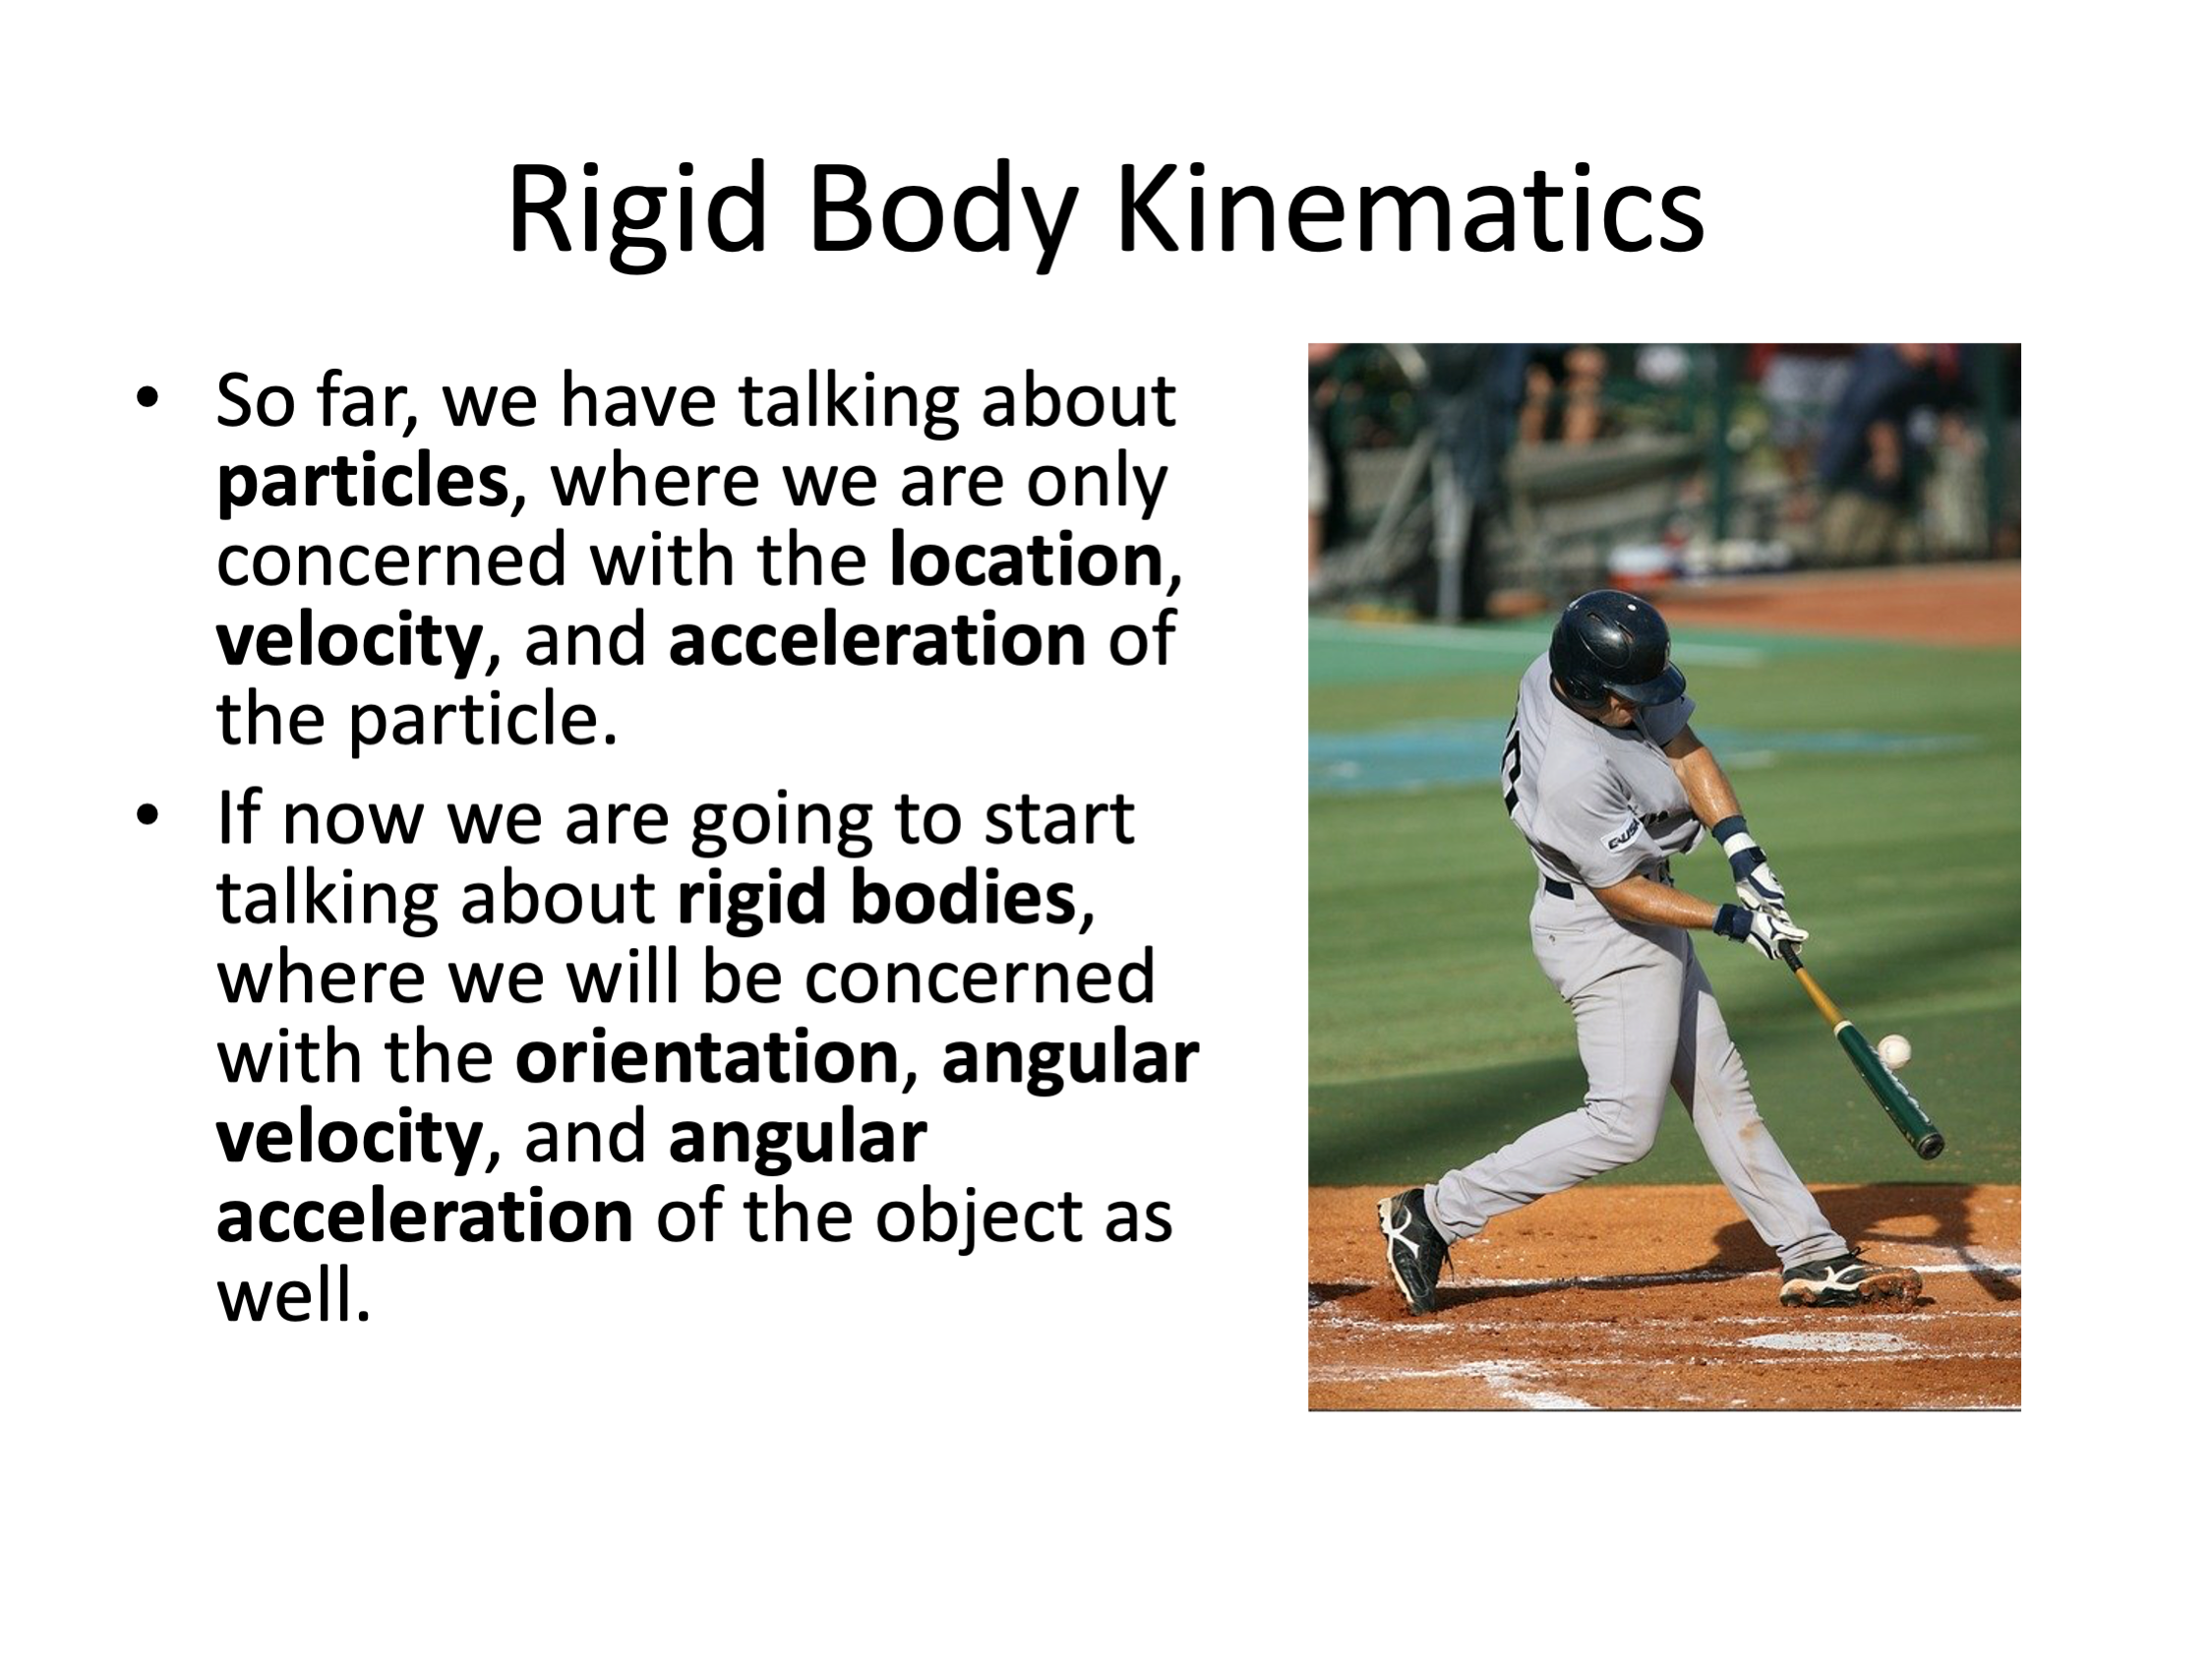 Rigid Body Kinematics
• So far, we have talking about
particles, where we are only
concerned with the location,
velocity, and acceleration of
the particle.
• If now we are going to start
talking about rigid bodies,
where we will be concerned
with the orientation, angular
velocity, and angular
acceleration of the object as
well.